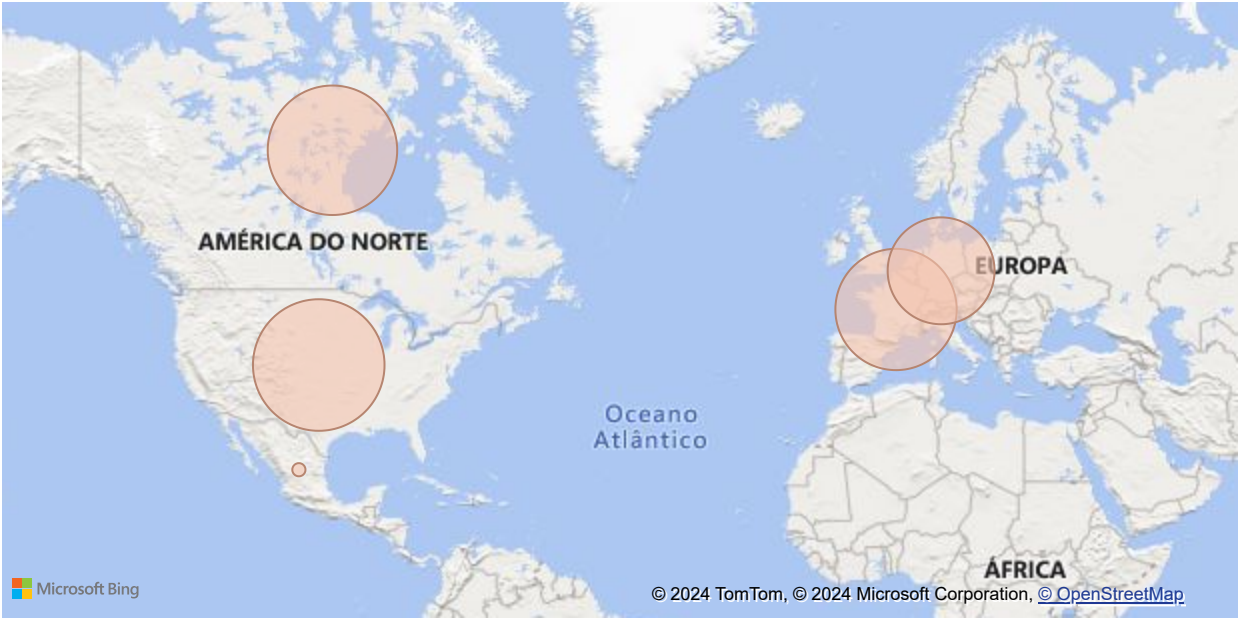 AMÉRICA DO NORTE
EUROPA
Oceano
Atlântico
ÁFRICA
Microsoft Bing
© 2024 TomTom, © 2024 Microsoft Corporation, © OpenStreetMap